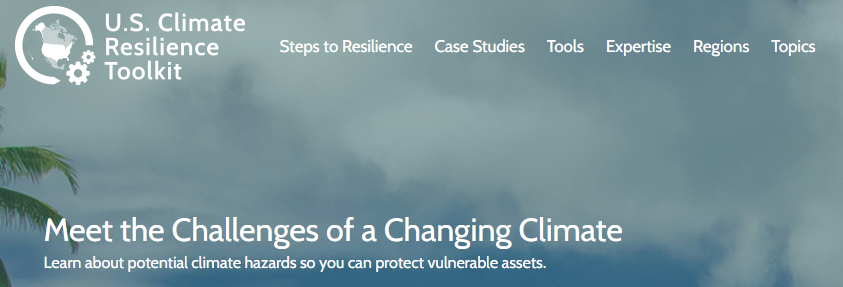 U.S. Climate
Resilience
Toolkit
Steps to Resilience Case Studies Tools Expertise Regions Topics
Meet the Challenges of a Changing Climate
Learn about potential climate hazards so you can protect vulnerable assets.